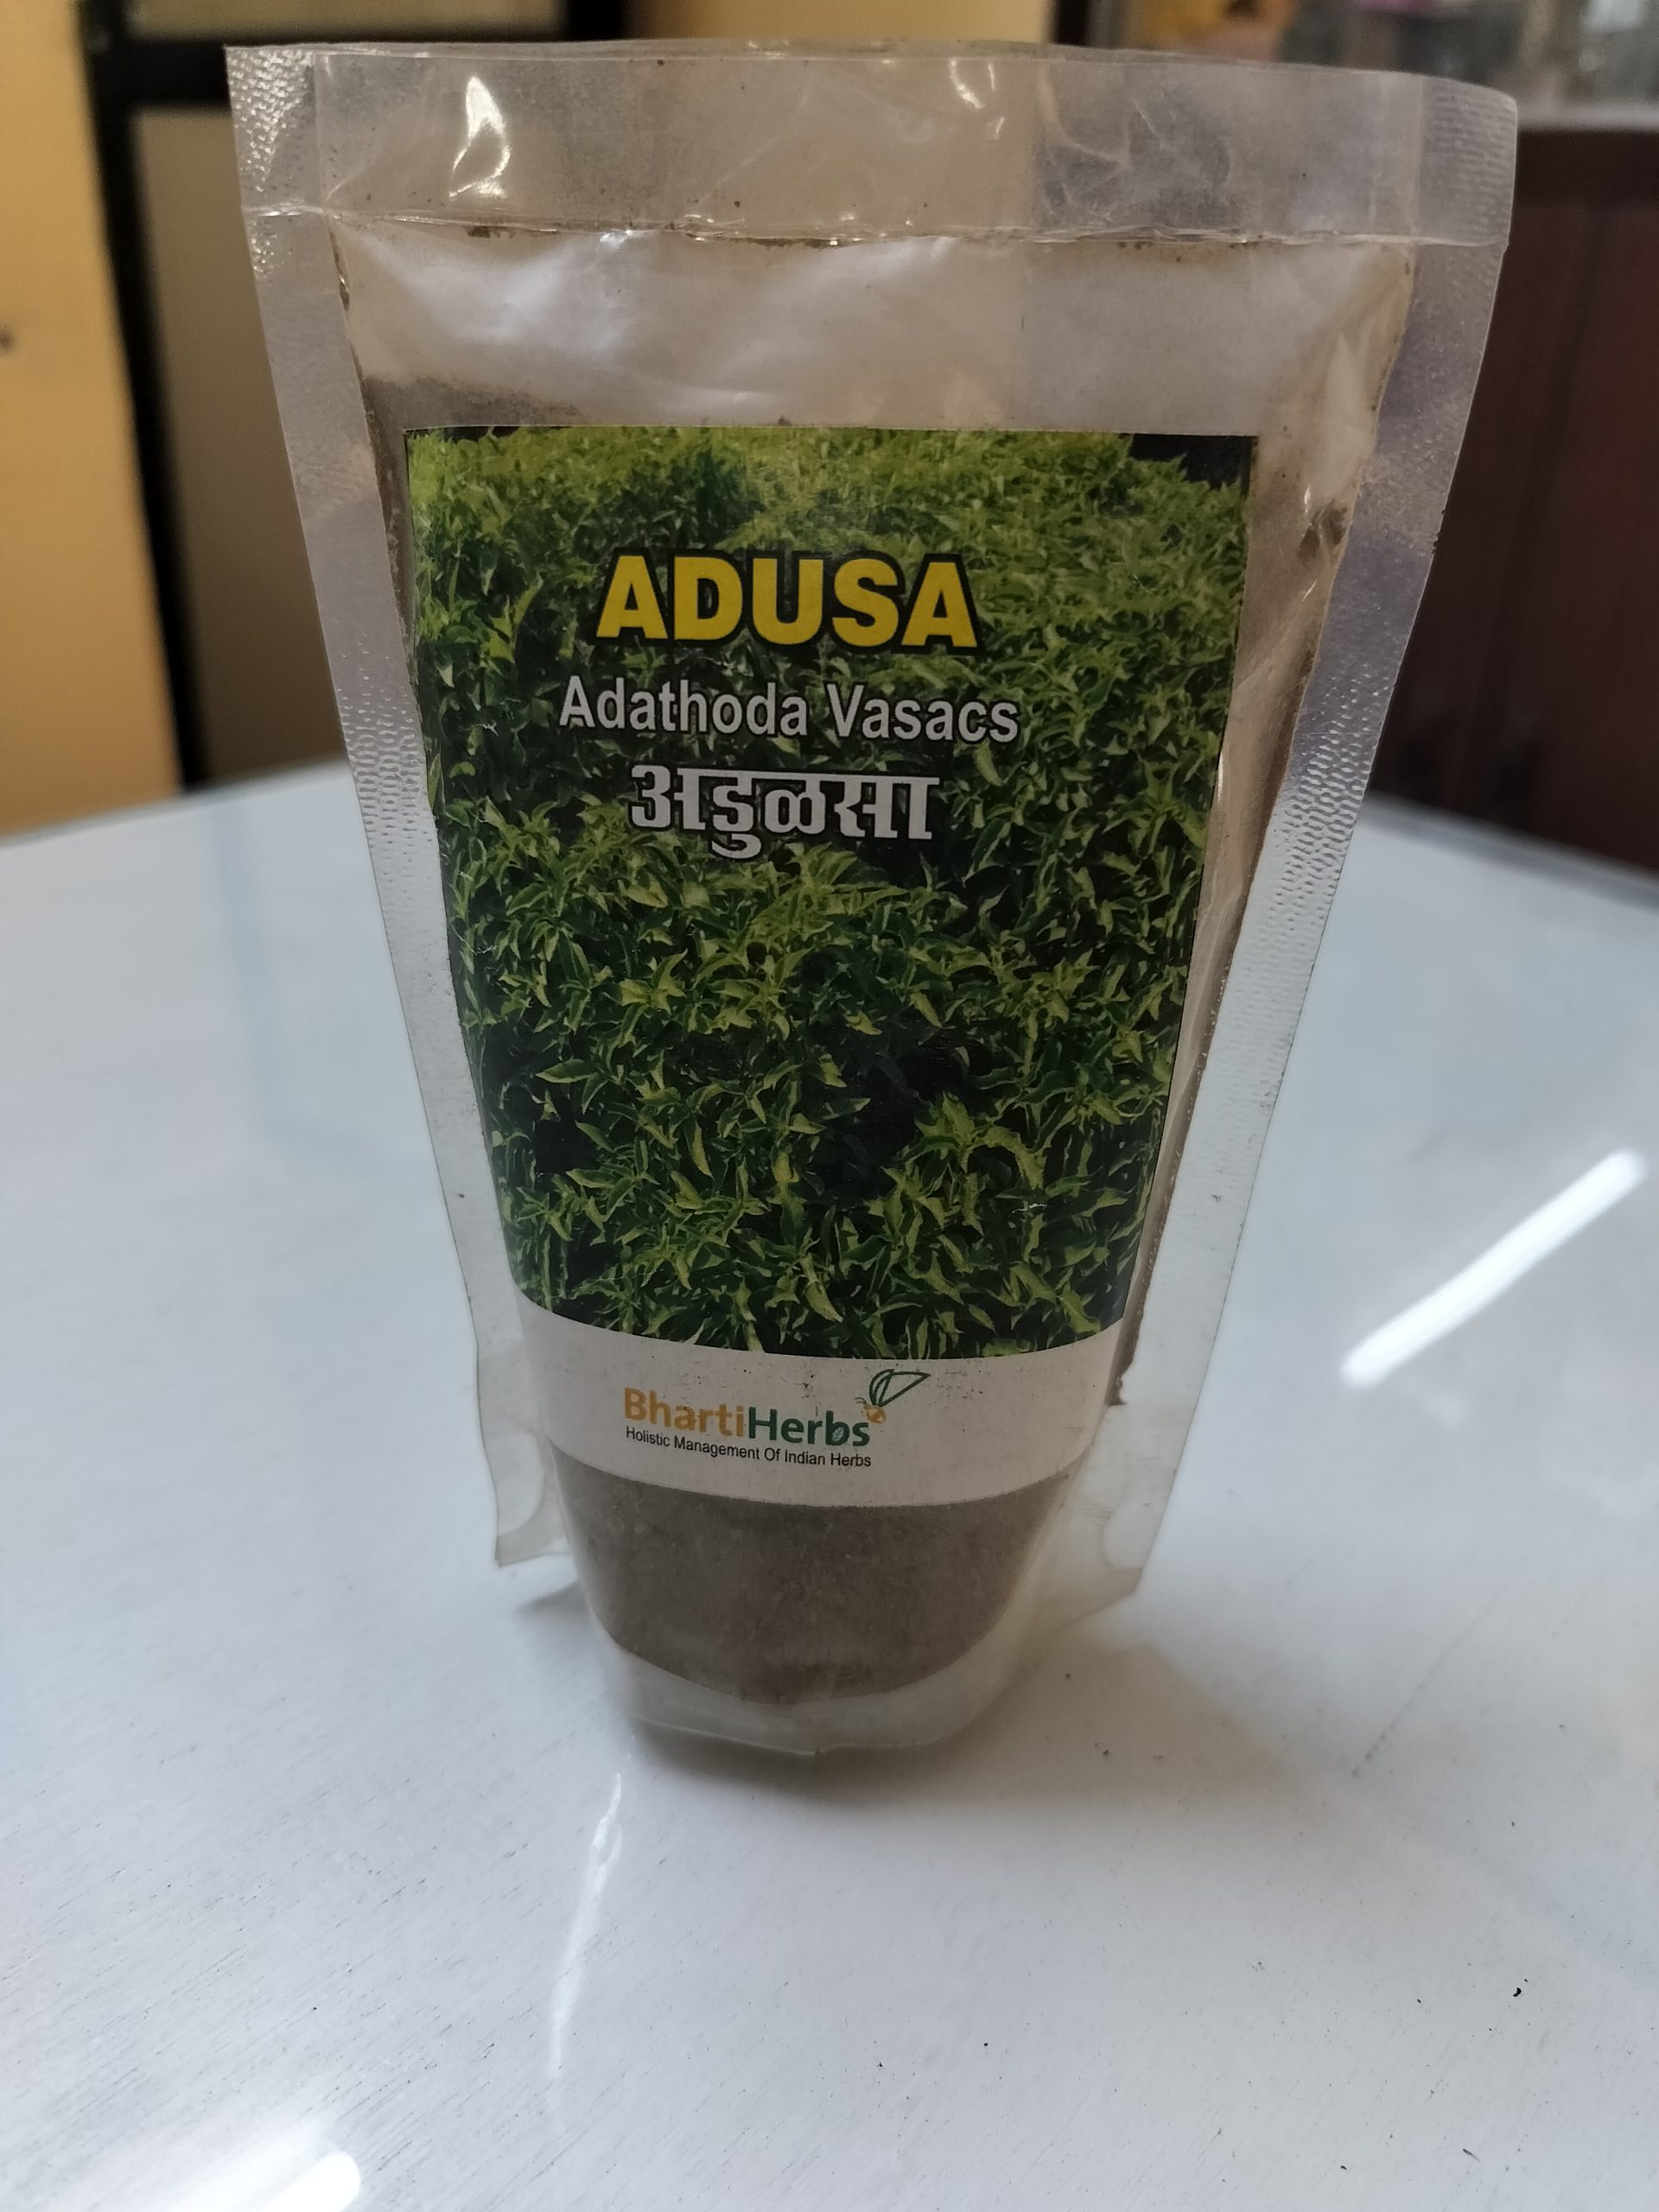 ADUSA
Adathoda Vasacs
अडुळसा
BhartiHerbs
Holistic Management Of Indian Herbs